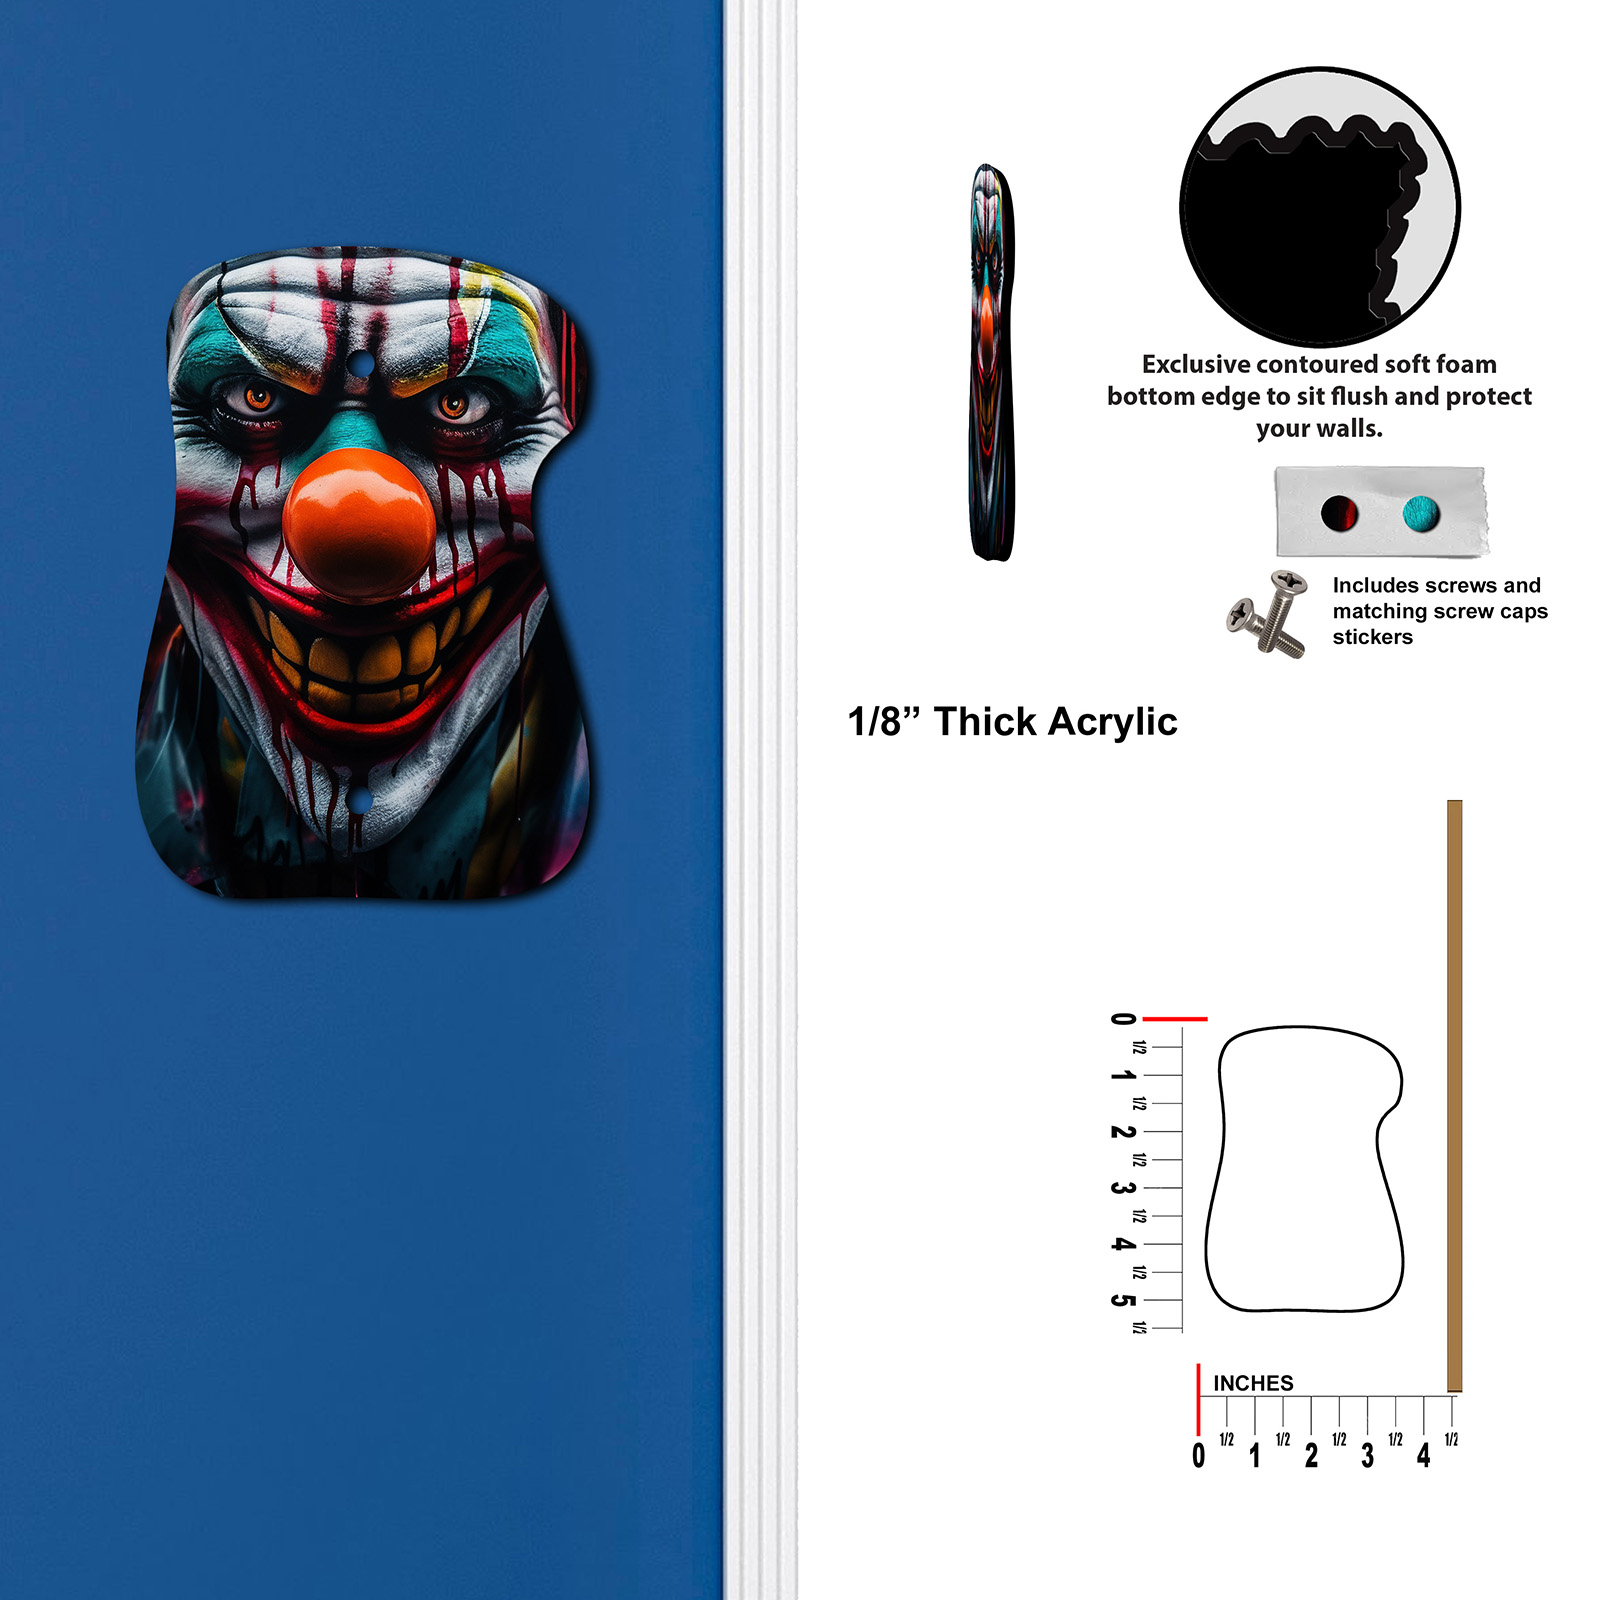 Exclusive contoured soft foam
bottom edge to sit flush and protect
your walls.
Includes screws and
matching screw caps
stickers
1/8” Thick Acrylic
0
1/2
1
1/2
2
1/2
3
1/2
4
1/2
5
1/2
INCHES
0 1/2 1 1/2 2 1/2 3 1/2 4 1/2